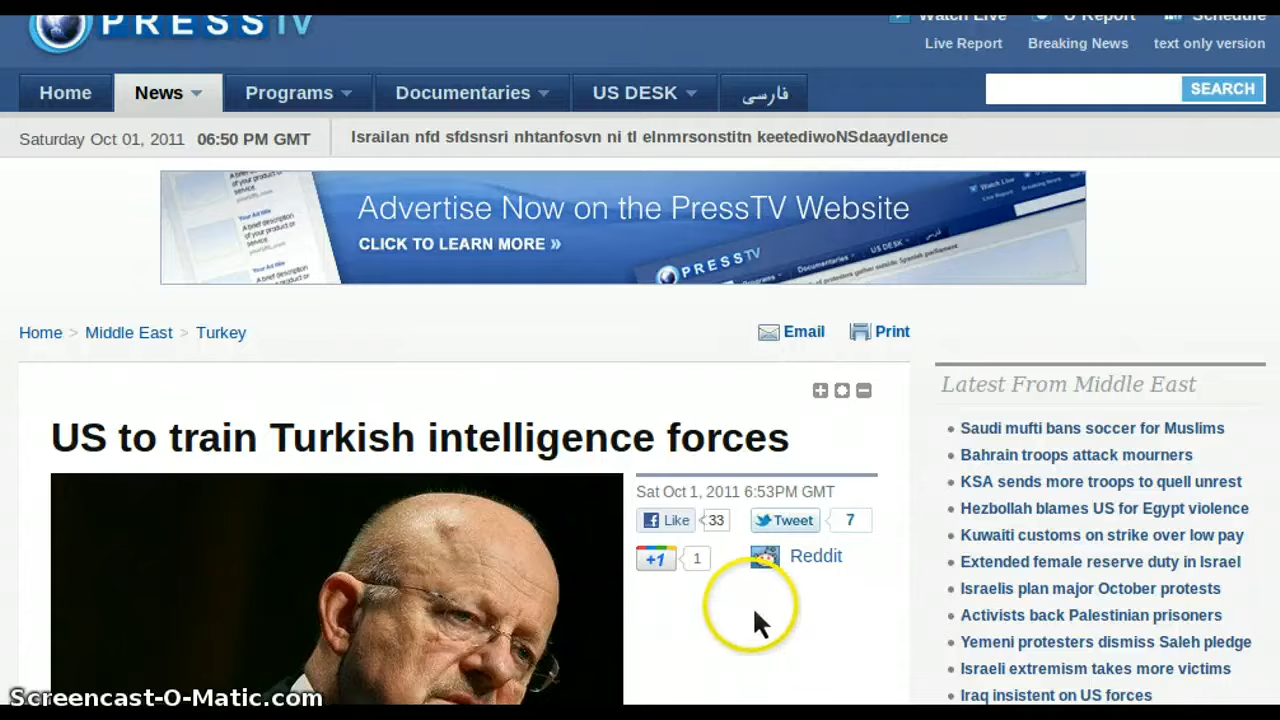 PRESSTV
Watch Live U Report Schedule
Live Report Breaking News text only version
Home News Programs Documentaries US DESK فارسی
SEARCH
Saturday Oct 01, 2011 06:50 PM GMT
Israilan nfd sfdsnsri nhtanfosvn ni tl elnmrsonstitn keetediwoNSdaaydlence
Advertise Now on the PressTV Website
CLICK TO LEARN MORE »
PRESSTV
Home > Middle East > Turkey
Email Print
US to train Turkish intelligence forces
Sat Oct 1, 2011 6:53PM GMT
Like 33 Tweet 7
+1 1 Reddit
Latest From Middle East
Saudi mufti bans soccer for Muslims
Bahrain troops attack mourners
KSA sends more troops to quell unrest
Hezbollah blames US for Egypt violence
Kuwaiti customs on strike over low pay
Extended female reserve duty in Israel
Israelis plan major October protests
Activists back Palestinian prisoners
Yemeni protesters dismiss Saleh pledge
Israeli extremism takes more victims
Iraq insistent on US forces
Screencast-O-Matic.com